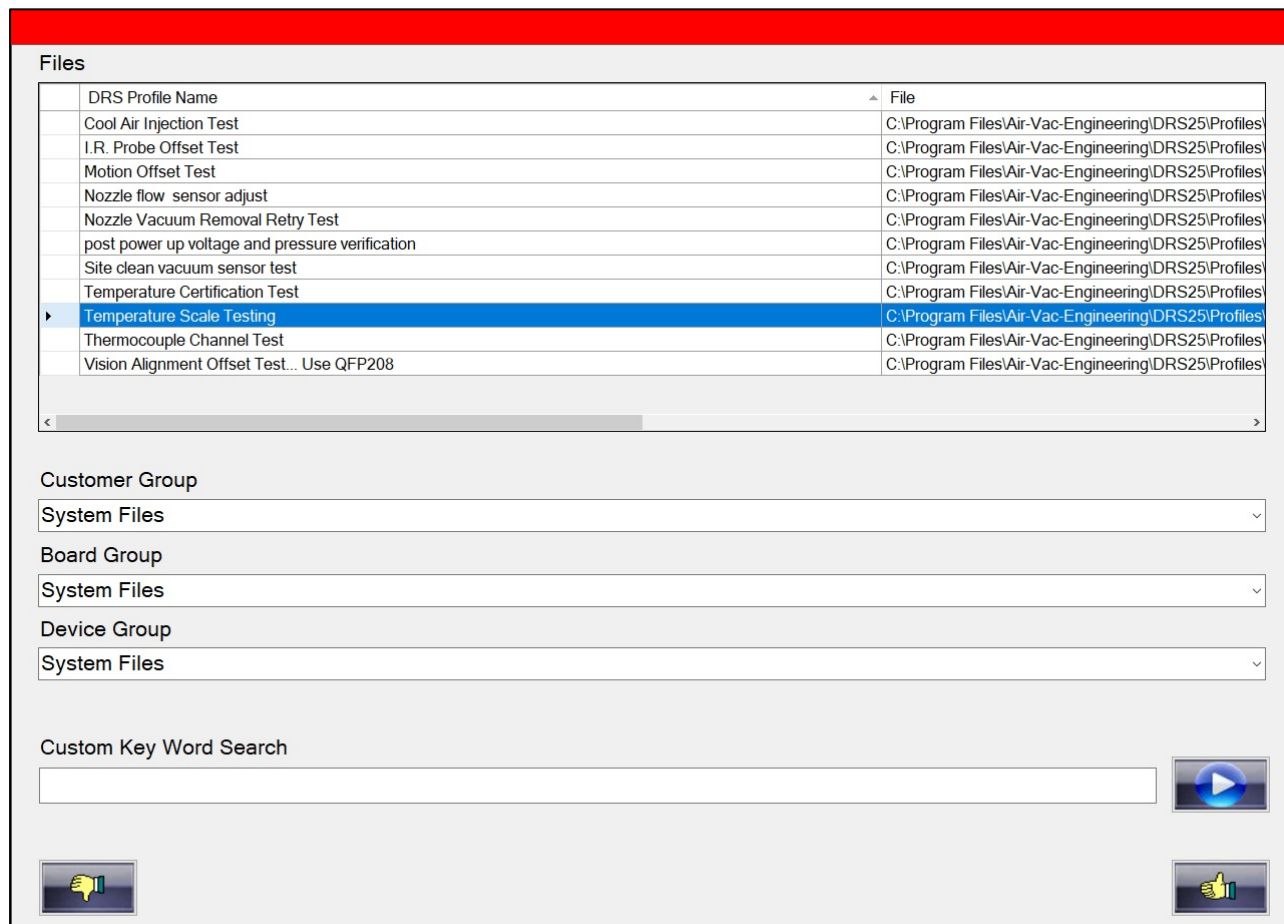 Files
DRS Profile Name File
Cool Air Injection Test C:\Program Files\Air-Vac-Engineering\DRS25\Profiles\
I.R. Probe Offset Test C:\Program Files\Air-Vac-Engineering\DRS25\Profiles\
Motion Offset Test C:\Program Files\Air-Vac-Engineering\DRS25\Profiles\
Nozzle flow  sensor adjust C:\Program Files\Air-Vac-Engineering\DRS25\Profiles\
Nozzle Vacuum Removal Retry Test C:\Program Files\Air-Vac-Engineering\DRS25\Profiles\
post power up voltage and pressure verification C:\Program Files\Air-Vac-Engineering\DRS25\Profiles\
Site clean vacuum sensor test C:\Program Files\Air-Vac-Engineering\DRS25\Profiles\
Temperature Certification Test C:\Program Files\Air-Vac-Engineering\DRS25\Profiles\
Temperature Scale Testing C:\Program Files\Air-Vac-Engineering\DRS25\Profiles\
Thermocouple Channel Test C:\Program Files\Air-Vac-Engineering\DRS25\Profiles\
Vision Alignment Offset Test... Use QFP208 C:\Program Files\Air-Vac-Engineering\DRS25\Profiles\
Customer Group
System Files
Board Group
System Files
Device Group
System Files
Custom Key Word Search